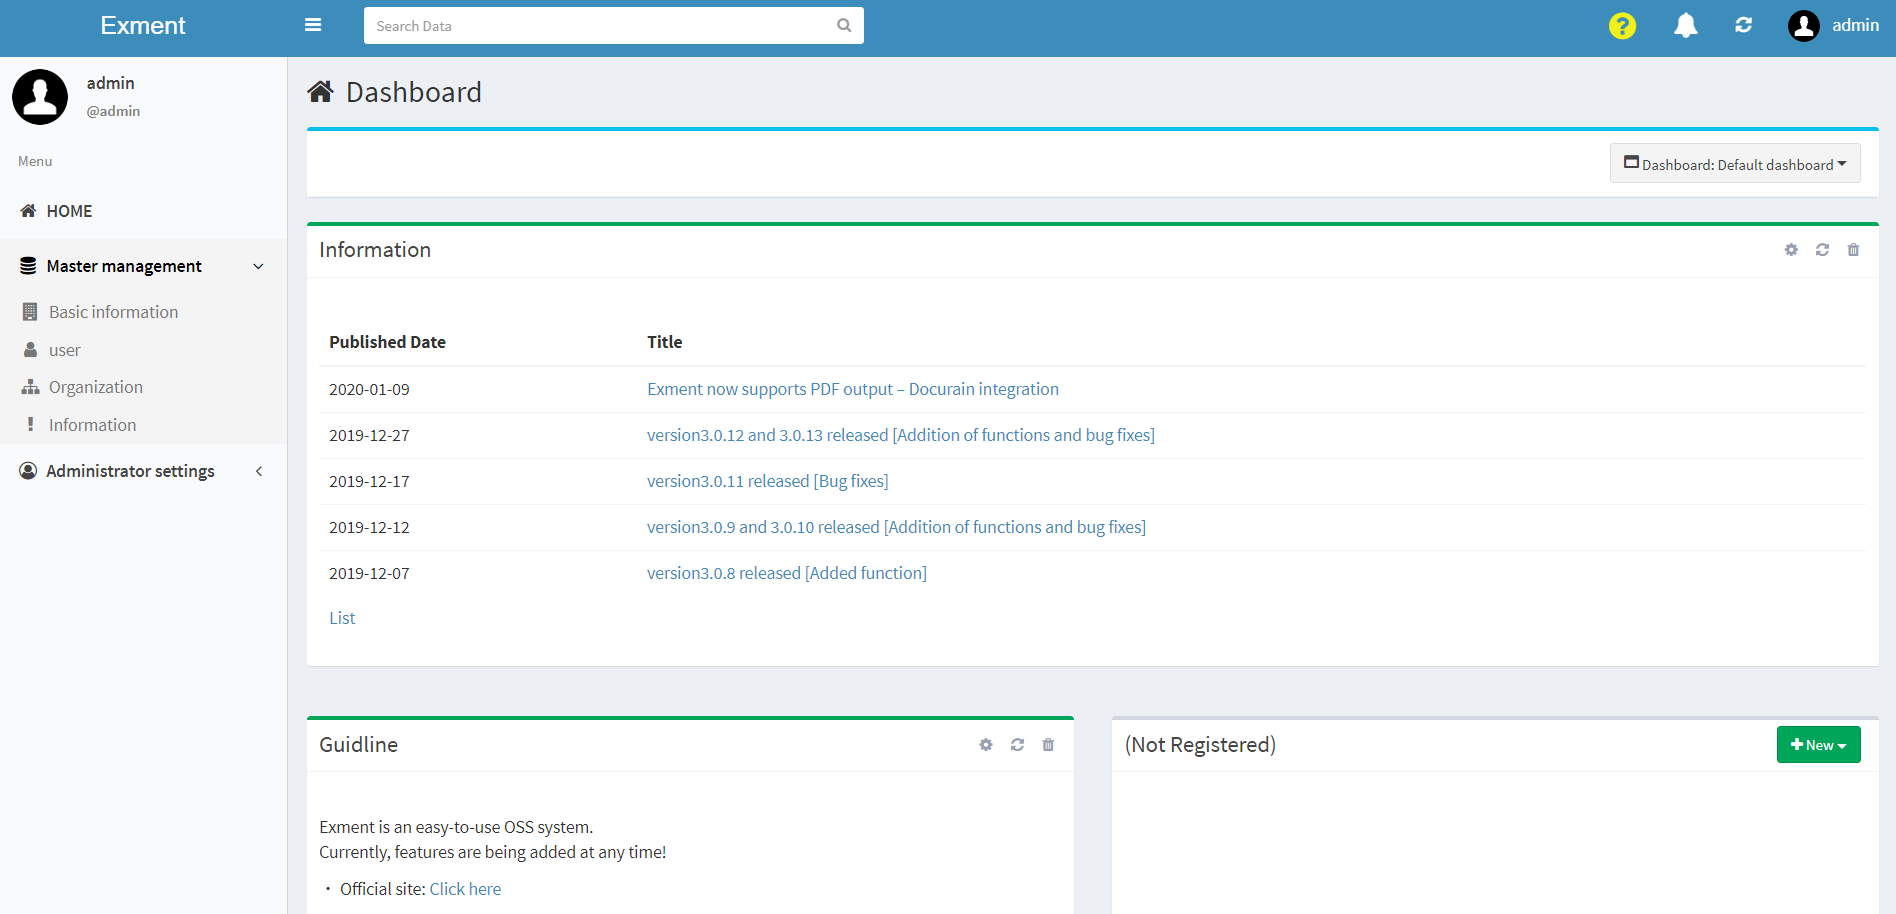 Exment
Search Data
?
admin
admin
@admin
Menu
HOME
Master management
Basic information
user
Organization
Information
Administrator settings
Dashboard
Dashboard: Default dashboard
Information
Published Date Title
2020-01-09 Exment now supports PDF output – Docurain integration
2019-12-27 version3.0.12 and 3.0.13 released [Addition of functions and bug fixes]
2019-12-17 version3.0.11 released [Bug fixes]
2019-12-12 version3.0.9 and 3.0.10 released [Addition of functions and bug fixes]
2019-12-07 version3.0.8 released [Added function]
List
Guidline
Exment is an easy-to-use OSS system.
Currently, features are being added at any time!
・ Official site: Click here
(Not Registered)
New